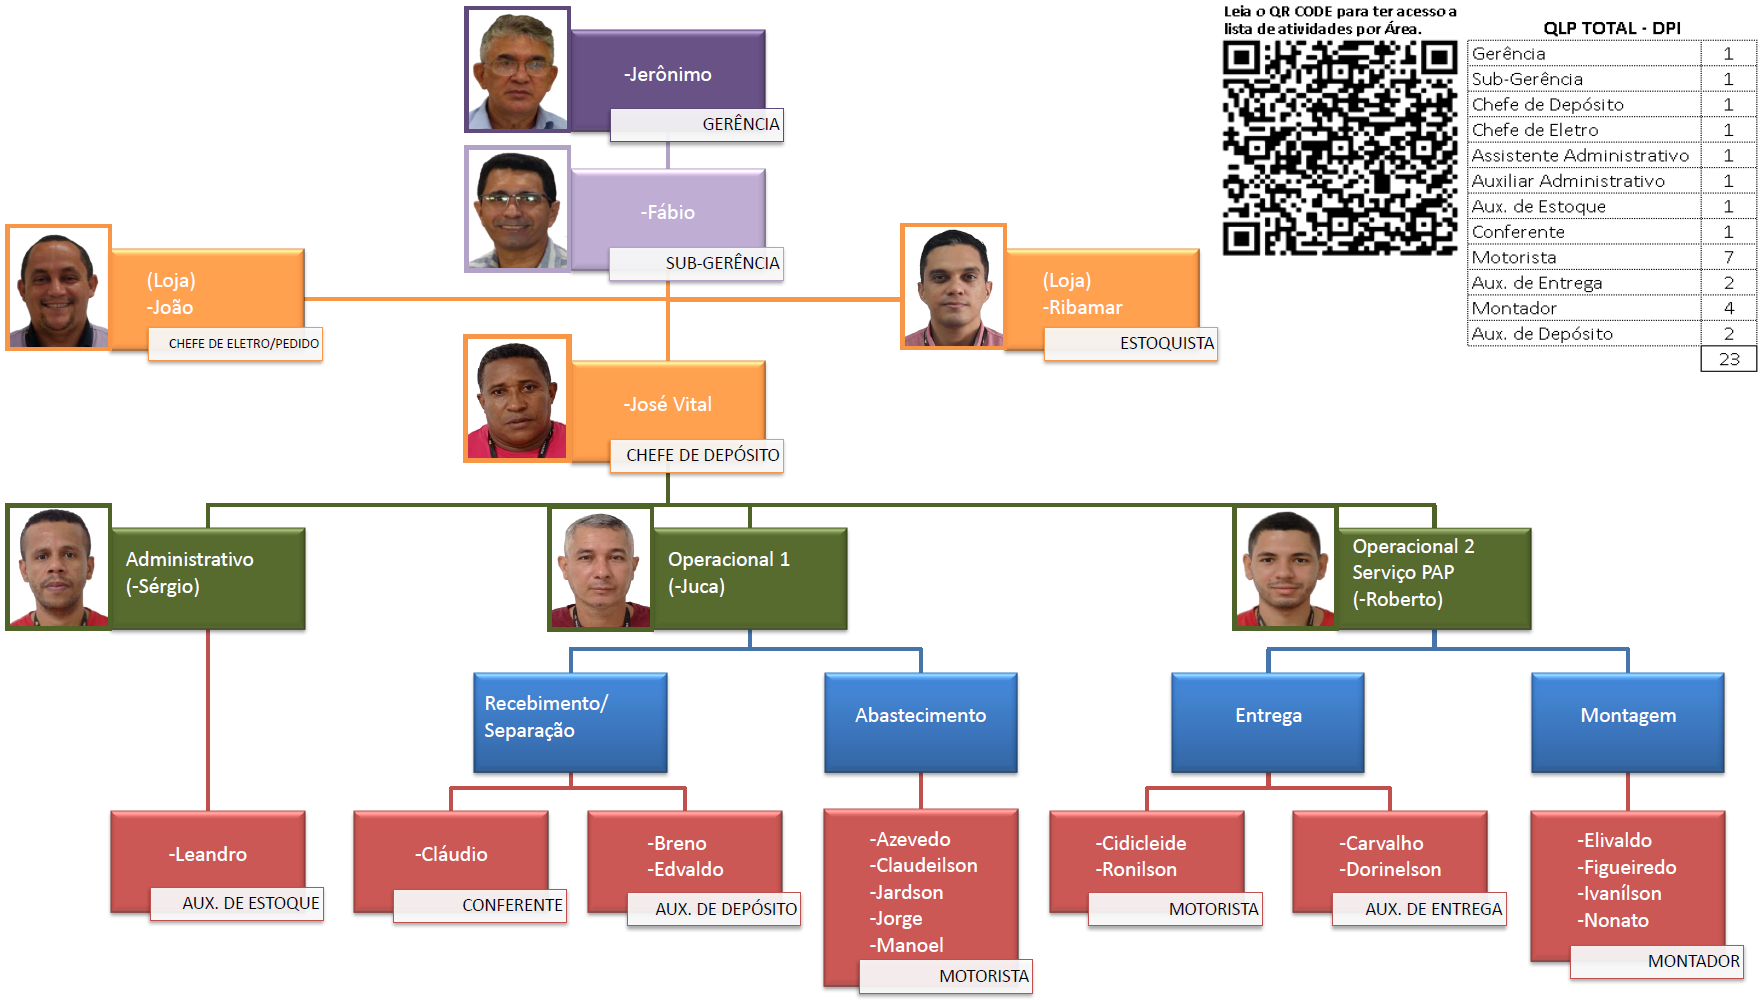 Leia o QR CODE para ter acesso a
lista de atividades por Área.
QLP TOTAL - DPI
Gerência 1
Sub-Gerência 1
Chefe de Depósito 1
Chefe de Eletro 1
Assistente Administrativo 1
Auxiliar Administrativo 1
Aux. de Estoque 1
Conferente 1
Motorista 7
Aux. de Entrega 2
Montador 4
Aux. de Depósito 2
23
-Jerônimo
GERÊNCIA
-Fábio
SUB-GERÊNCIA
(Loja)
-João
CHEFE DE ELETRO/PEDIDO
(Loja)
-Ribamar
ESTOQUISTA
-José Vital
CHEFE DE DEPÓSITO
Administrativo
(-Sérgio)
Operacional 1
(-Juca)
Operacional 2
Serviço PAP
(-Roberto)
Recebimento/
Separação
Abastecimento
Entrega
Montagem
-Leandro
AUX. DE ESTOQUE
-Cláudio
CONFERENTE
-Breno
-Edvaldo
AUX. DE DEPÓSITO
-Azevedo
-Claudeilson
-Jardson
-Jorge
-Manoel
MOTORISTA
-Cidicleide
-Ronilson
MOTORISTA
-Carvalho
-Dorinelson
AUX. DE ENTREGA
-Elivaldo
-Figueiredo
-Ivanílson
-Nonato
MONTADOR